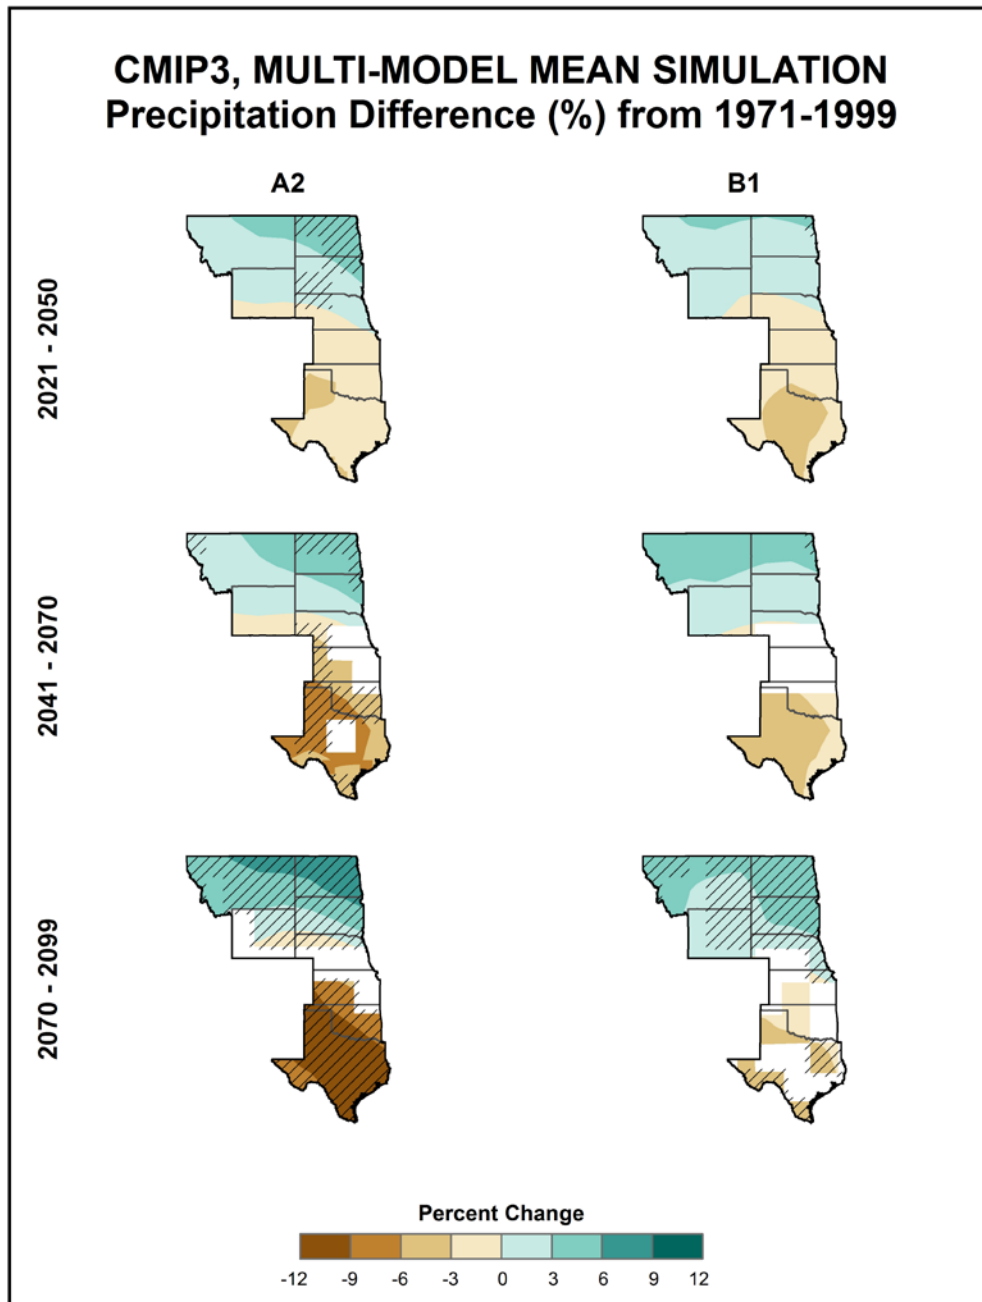 CMIP3, MULTI-MODEL MEAN SIMULATION
Precipitation Difference (%) from 1971-1999
A2
B1
2021 - 2050
2041 - 2070
2070 - 2099
Percent Change
-12 -9 -6 -3 0 3 6 9 12